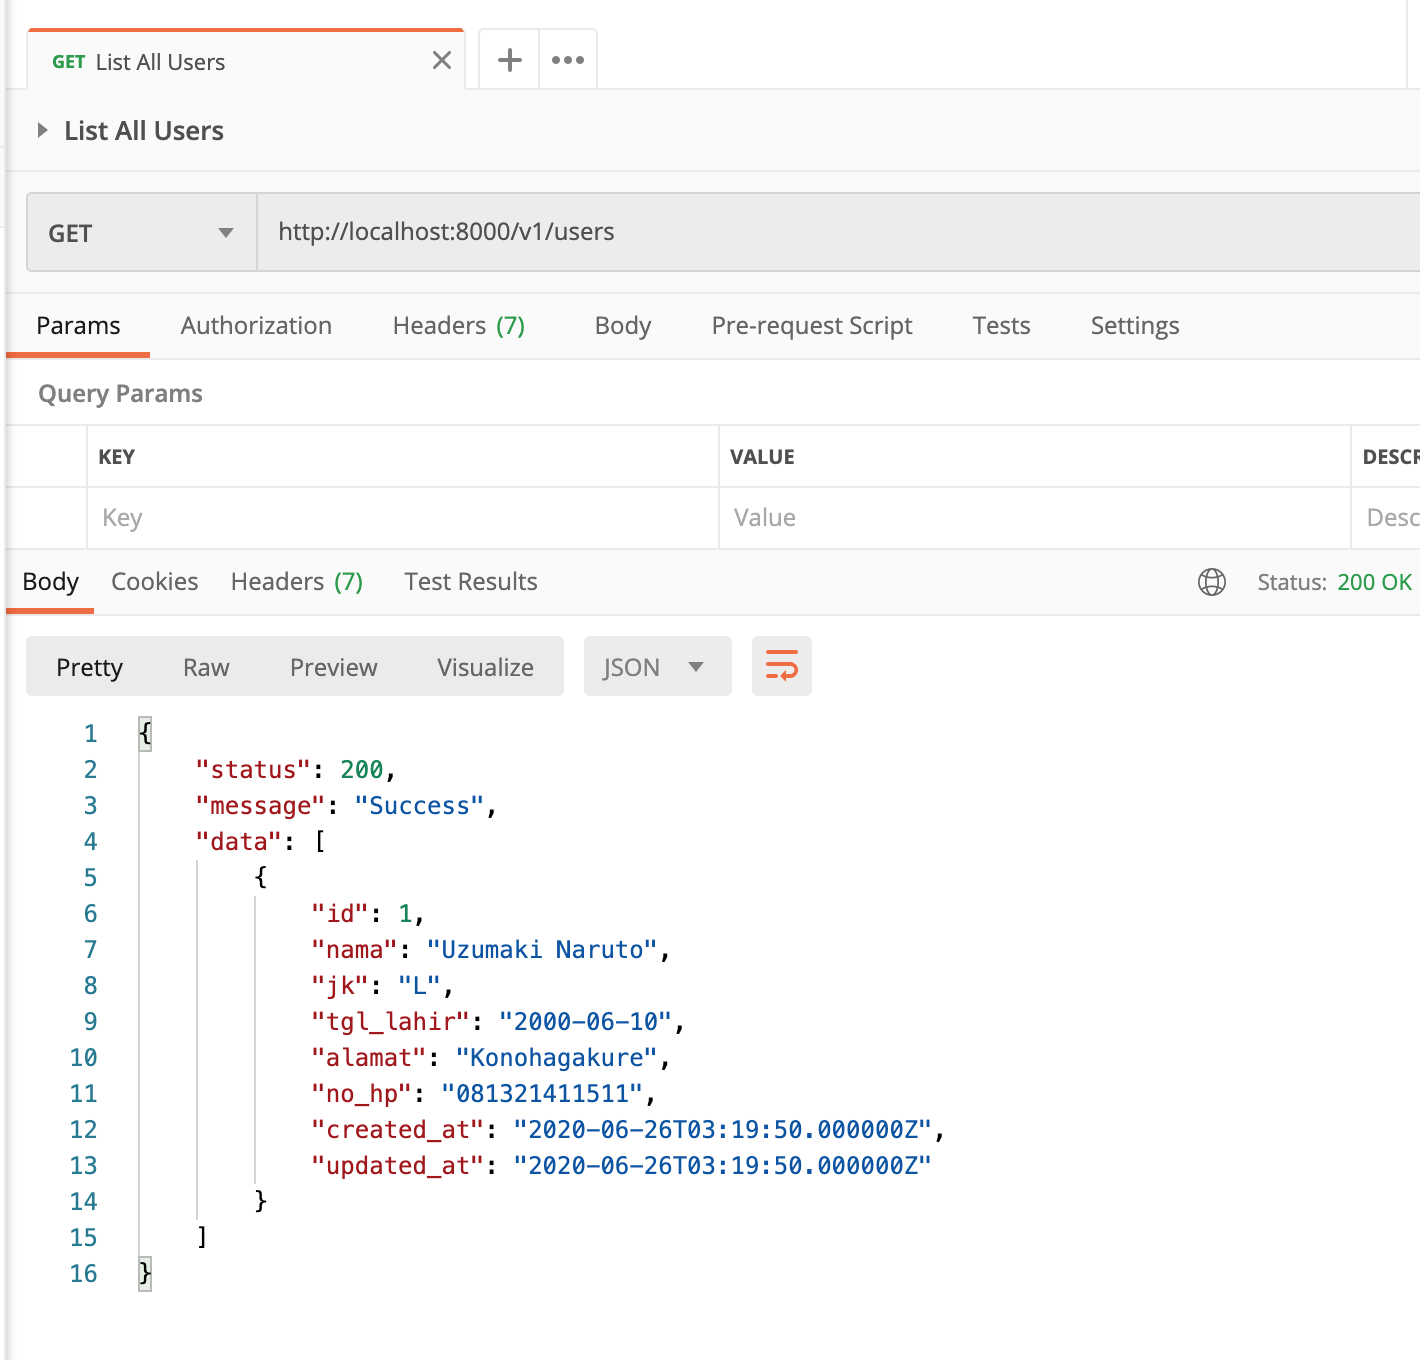 GET List All Users
List All Users
GET http://localhost:8000/v1/users
Params Authorization Headers (7) Body Pre-request Script Tests Settings
Query Params
KEY VALUE DESCR
Key Value Desc
Body Cookies Headers (7) Test Results Status: 200 OK
Pretty Raw Preview Visualize JSON
1 {
2 "status": 200,
3 "message": "Success",
4 "data": [
5 {
6 "id": 1,
7 "nama": "Uzumaki Naruto",
8 "jk": "L",
9 "tgl_lahir": "2000-06-10",
10 "alamat": "Konohagakure",
11 "no_hp": "081321411511",
12 "created_at": "2020-06-26T03:19:50.000000Z",
13 "updated_at": "2020-06-26T03:19:50.000000Z"
14 }
15 ]
16 }